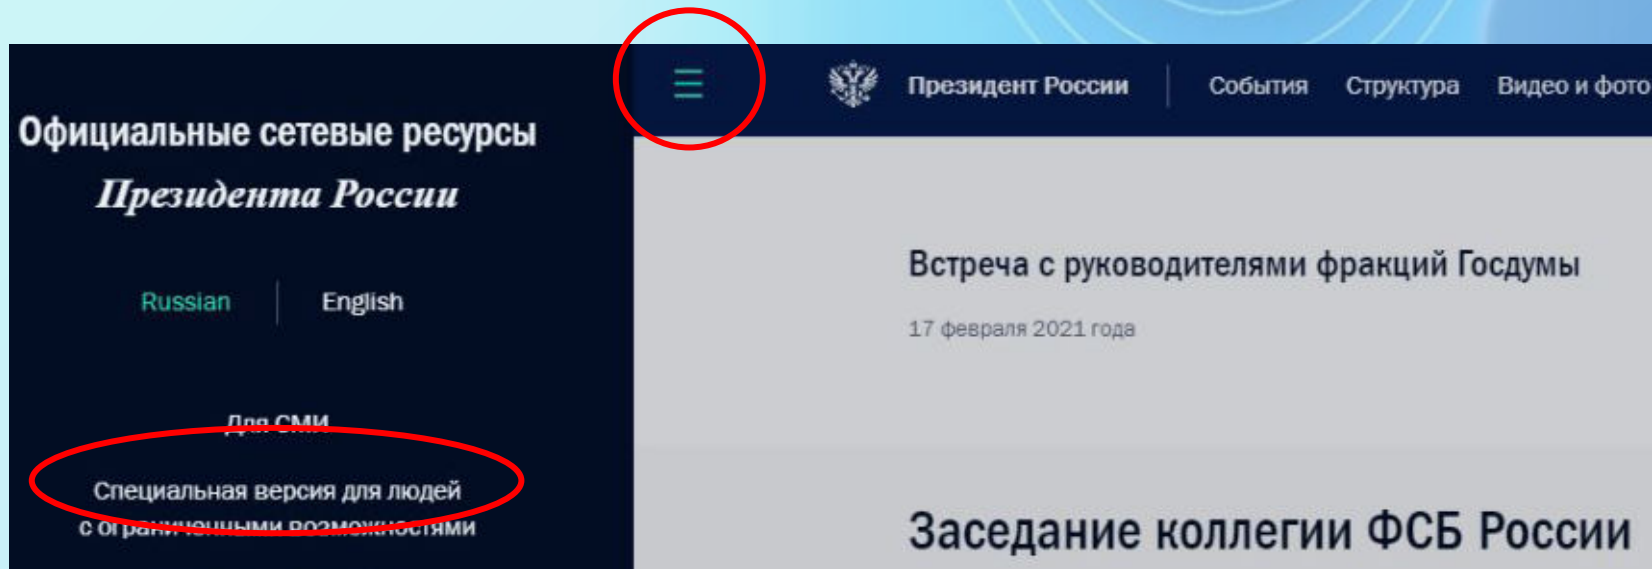 Официальные сетевые ресурсы
Президента России
Russian
English
Для СМИ
Специальная версия для людей
с ограниченными возможностями
Президент России
События
Структура
Видео и фото
Встреча с руководителями фракций Госдумы
17 февраля 2021 года
Заседание коллегии ФСБ России